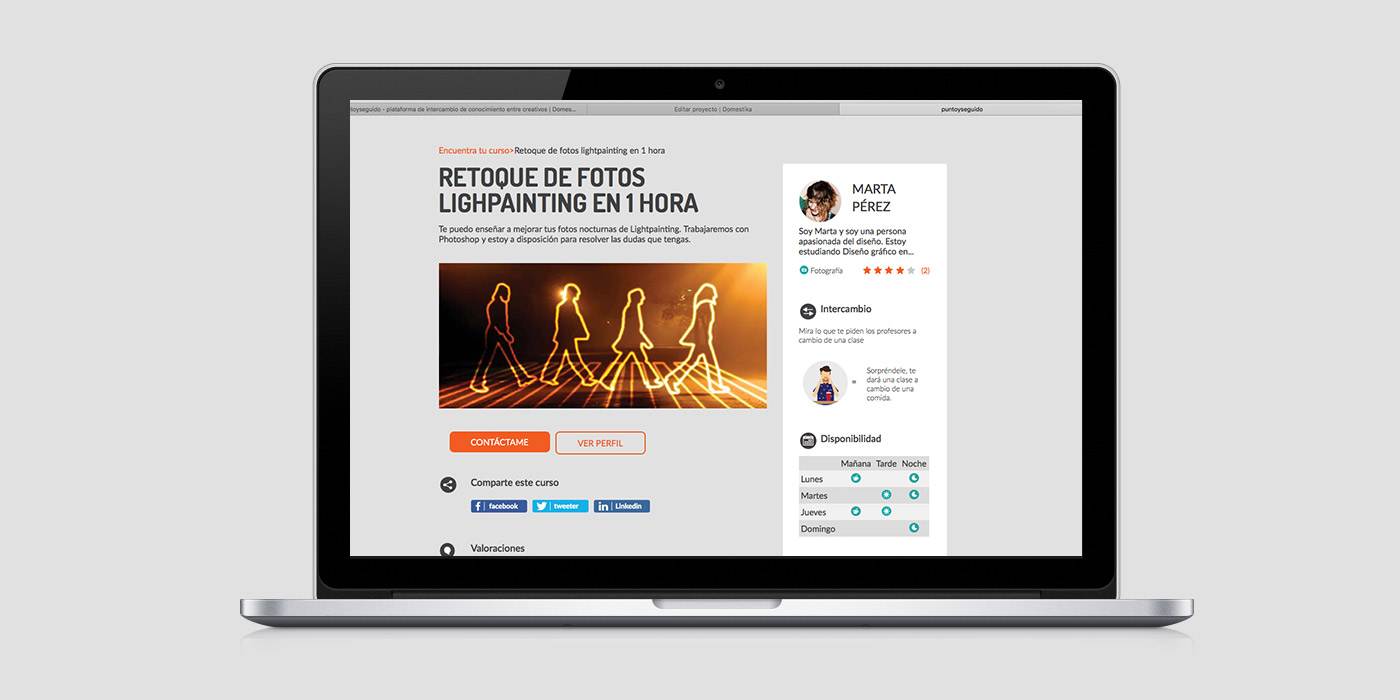 toyseguido - plataforma de intercambio de conocimiento entre creativos | Domes...
Editar proyecto | Domestika
puntoyseguido
Encuentra tu curso>Retoque de fotos lightpainting en 1 hora
RETOQUE DE FOTOS
LIGHPAINTING EN 1 HORA
Te puedo enseñar a mejorar tus fotos nocturnas de Lightpainting. Trabajaremos con
Photoshop y estoy a disposición para resolver las dudas que tengas.
CONTÁCTAME
VER PERFIL
Comparte este curso
facebook
tweeter
Linkedin
Valoraciones
MARTA
PÉREZ
Soy Marta y soy una persona
apasionada del diseño. Estoy
estudiando Diseño gráfico en...
Fotografía
(2)
Intercambio
Mira lo que te piden los profesores a
cambio de una clase
=
Sorpréndele, te
dará una clase a
cambio de una
comida.
Disponibilidad
Mañana Tarde Noche
Lunes
Martes
Jueves
Domingo